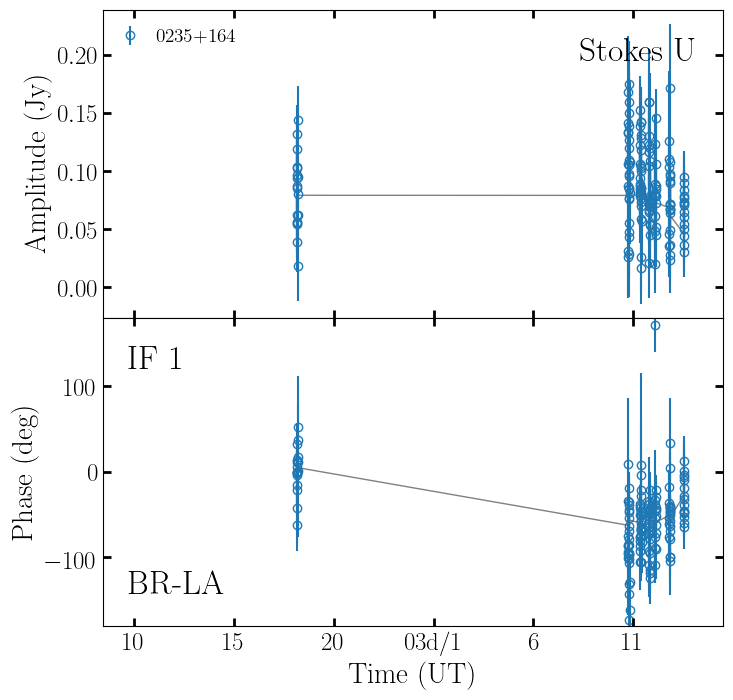 0235+164
Stokes U
0.20
0.15
0.10
0.05
0.00
Amplitude (Jy)
IF 1
100
0
−100
Phase (deg)
BR-LA
10 15 20 03d/1 6 11
Time (UT)